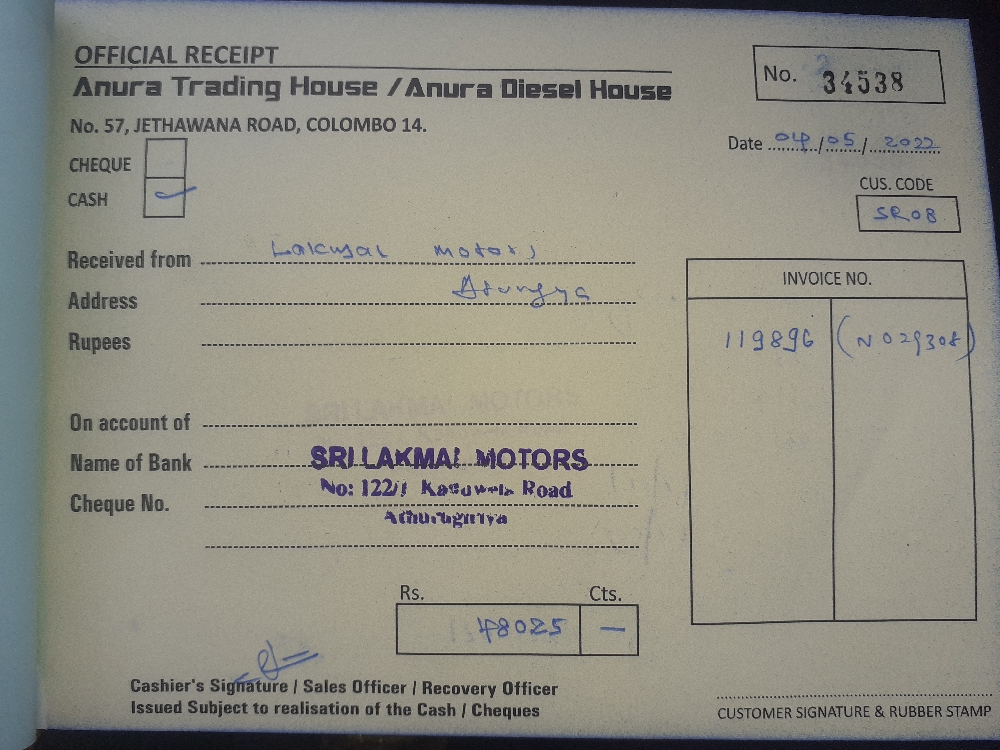 OFFICIAL RECEIPT
Anura Trading House / Anura Diesel House
No. 57, JETHAWANA ROAD, COLOMBO 14.
No. 34538
Date 04/05/2022
CHEQUE
CASH
CUS. CODE
SR08
Received from Lakmal Motors
Address
Rupees
INVOICE NO.
119896 (N029308)
On account of
Name of Bank
SRI LAKMAL MOTORS
Cheque No.
No: 122/1 Kaduwela Road
Athurugiriya
Rs. Cts.
48025 —
Cashier's Signature / Sales Officer / Recovery Officer
Issued Subject to realisation of the Cash / Cheques
CUSTOMER SIGNATURE & RUBBER STAMP